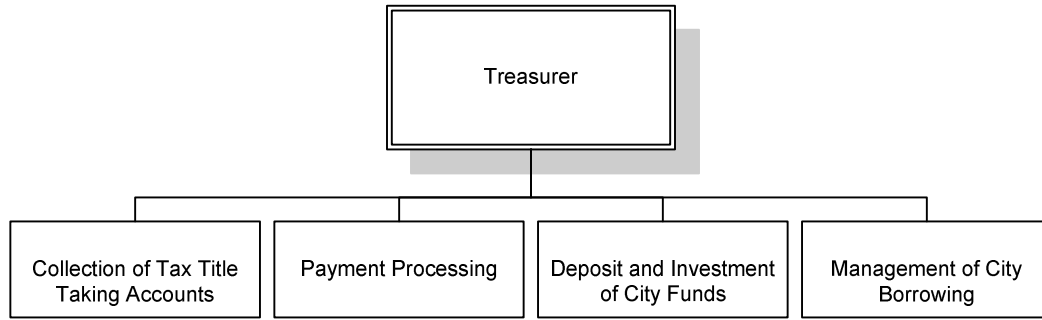 Treasurer
Collection of Tax Title
Taking Accounts
Payment Processing
Deposit and Investment
of City Funds
Management of City
Borrowing